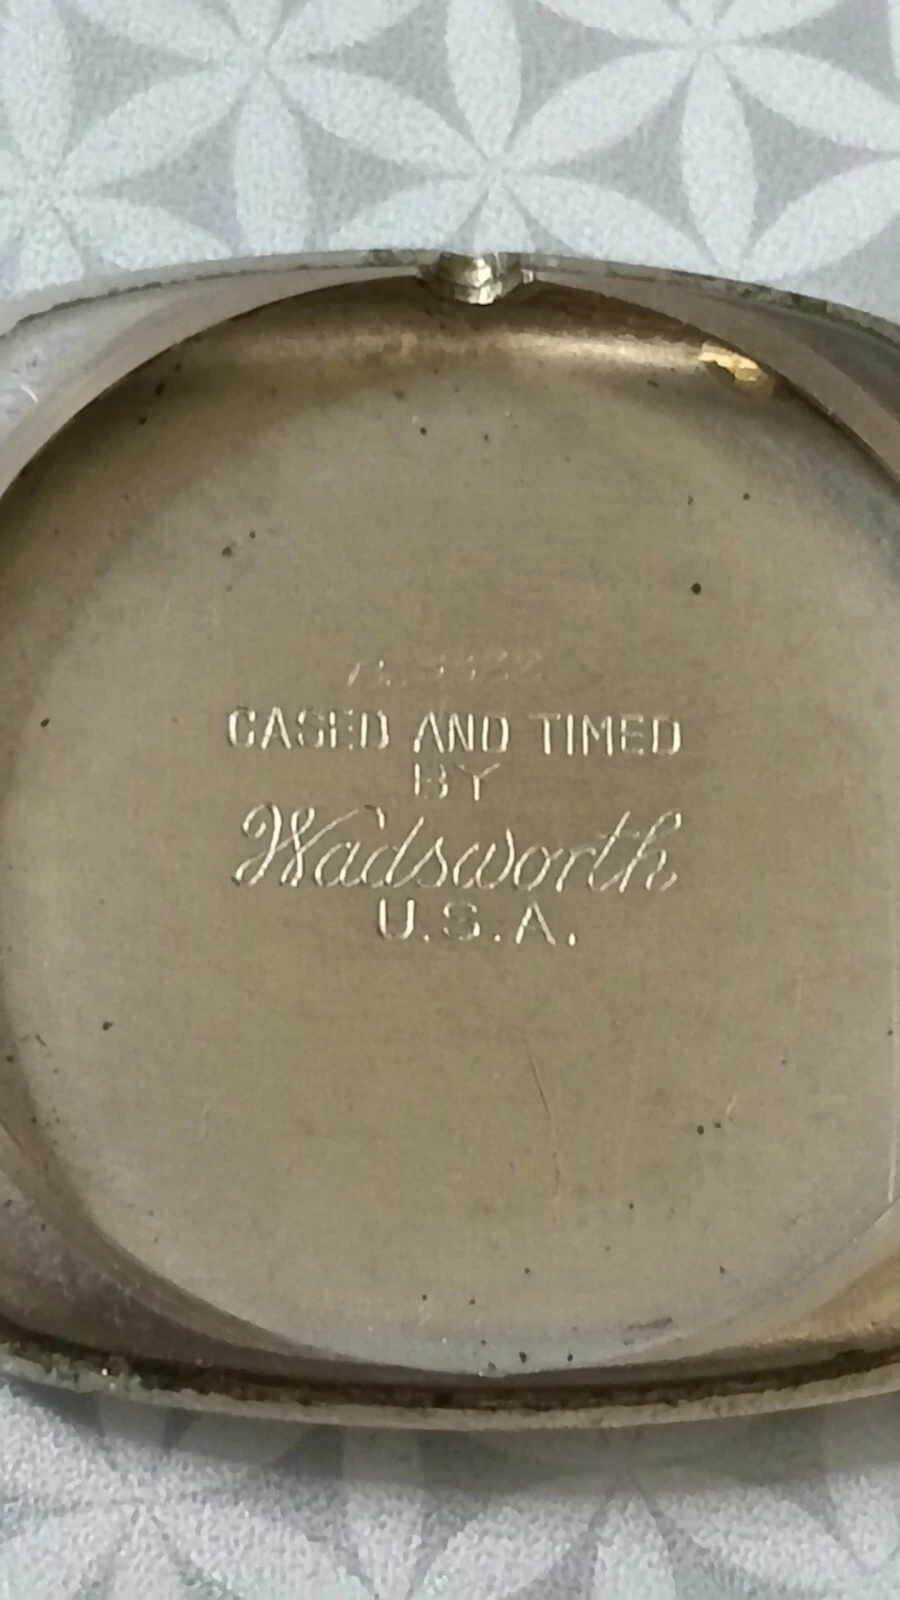 CASED AND TIMED
BY
Wadsworth
U.S.A.